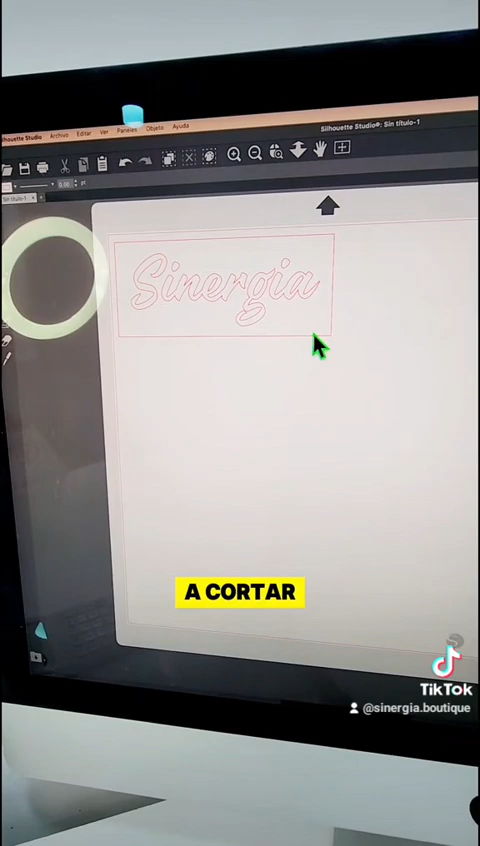 Silhouette Studio Archivo Editar Ver Paneles Objeto Ayuda
Silhouette Studio®: Sin título-1
Sin título-1
Sinergia
A CORTAR
TikTok
@sinergia.boutique